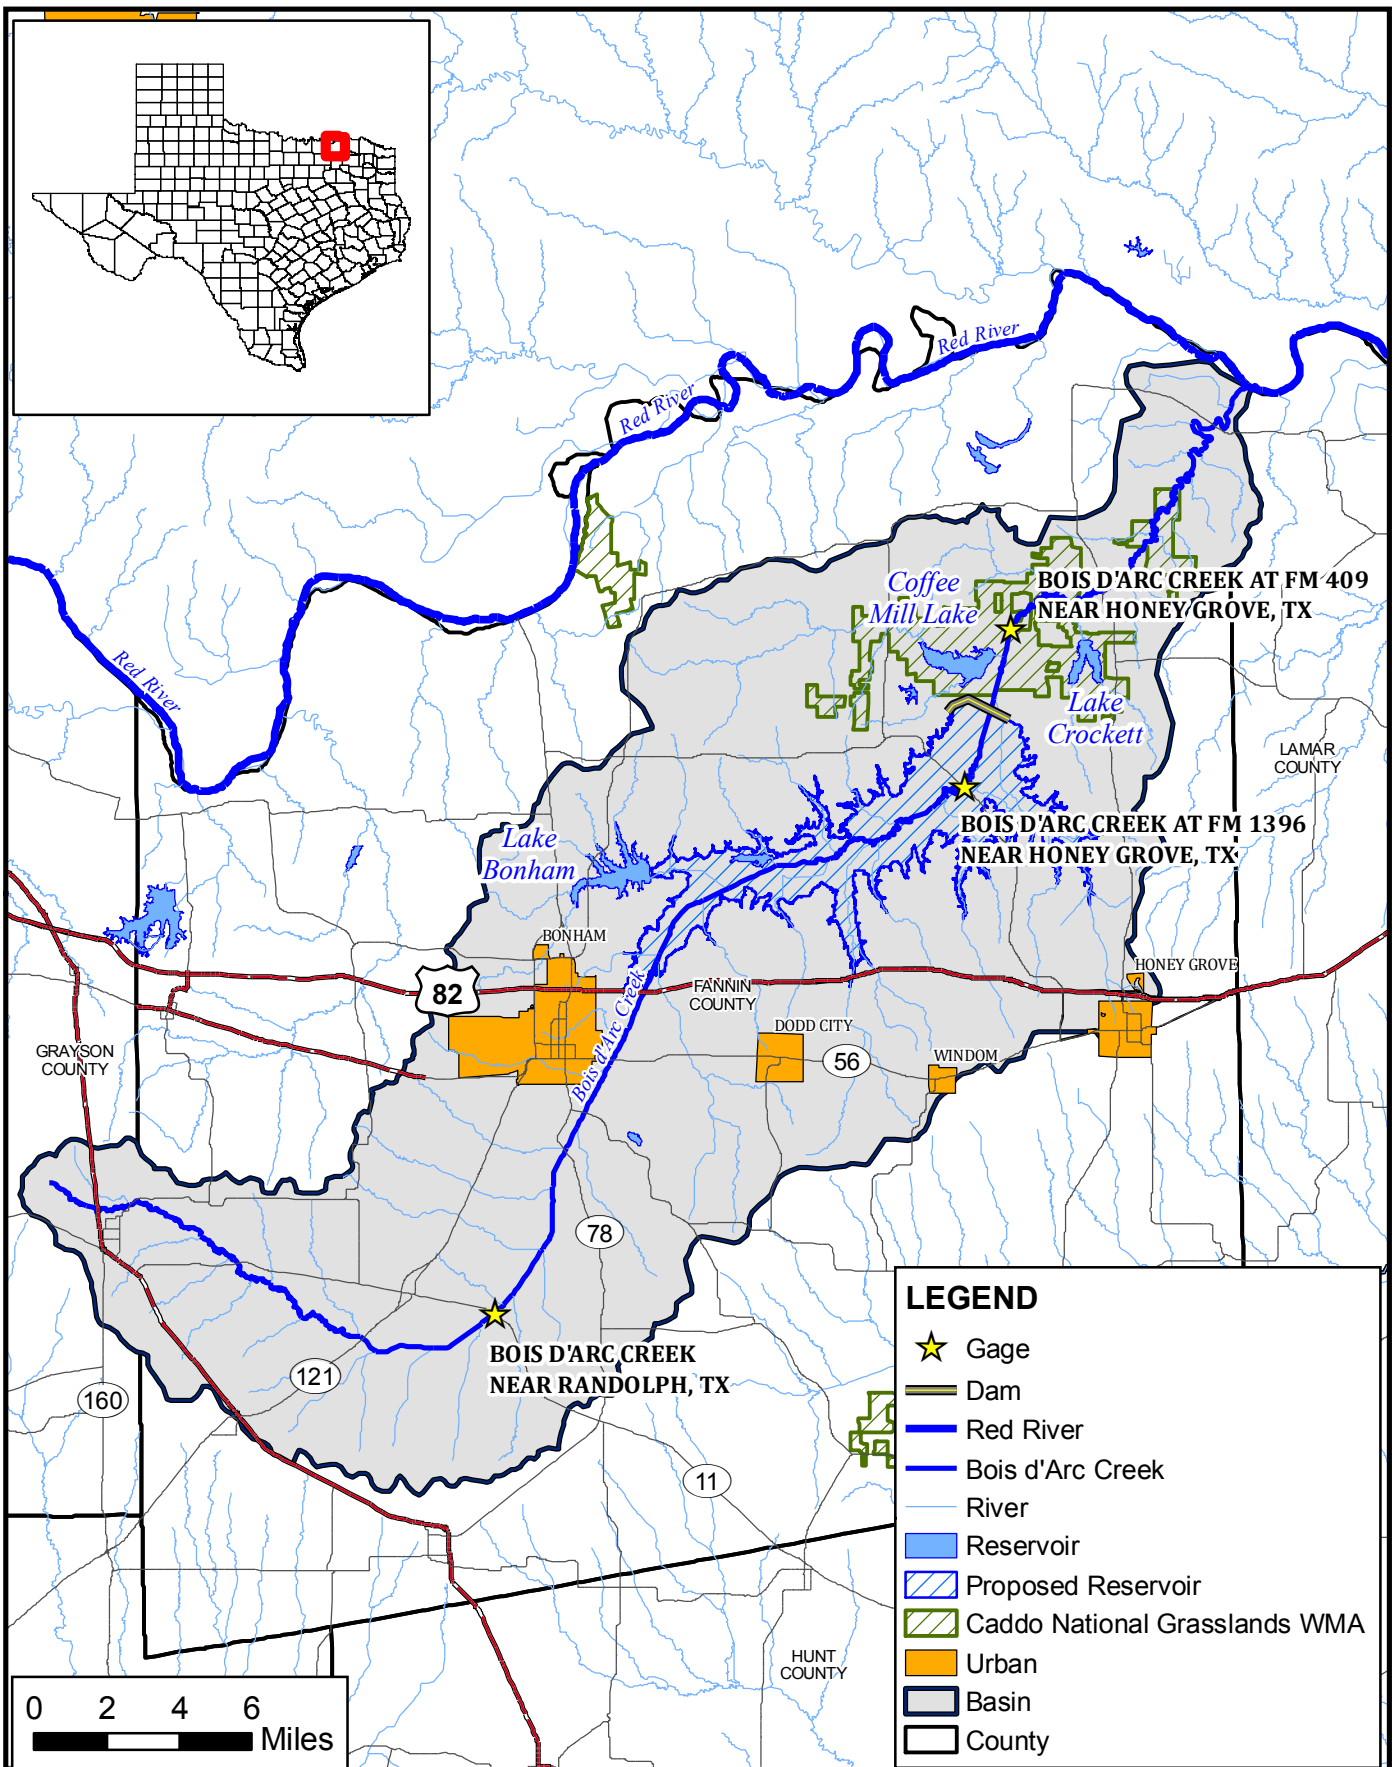 Red River
Red River
Red River
Coffee
Mill Lake
BOIS D'ARC CREEK AT FM 409
NEAR HONEY GROVE, TX
Lake
Crockett
LAMAR
COUNTY
BOIS D'ARC CREEK AT FM 1396
NEAR HONEY GROVE, TX
Lake
Bonham
BONHAM
HONEY GROVE
82
FANNIN
COUNTY
Bois d'Arc Creek
DODD CITY
GRAYSON
COUNTY
56
WINDOM
78
BOIS D'ARC CREEK
NEAR RANDOLPH, TX
121
160
11
HUNT
COUNTY
LEGEND
Gage
Dam
Red River
Bois d'Arc Creek
River
Reservoir
Proposed Reservoir
Caddo National Grasslands WMA
Urban
Basin
County
0 2 4 6
Miles